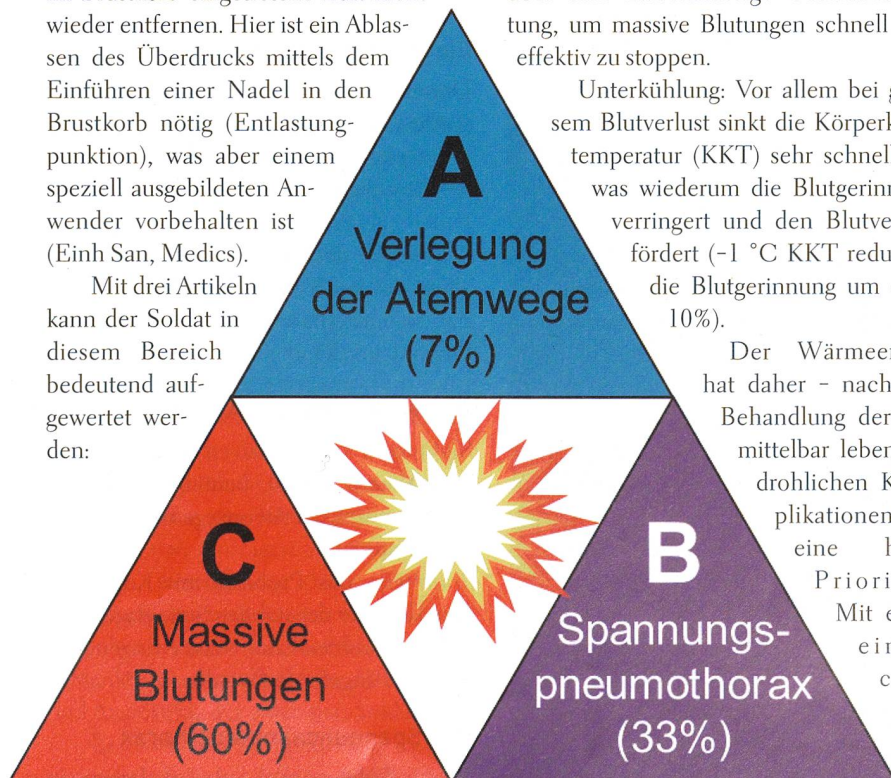 wieder entfernen. Hier ist ein Ablas-
sen des Überdrucks mittels dem
Einführen einer Nadel in den
Brustkorb nötig (Entlastung-
punktion), was aber einem
speziell ausgebildeten An-
wender vorbehalten ist
(Einh San, Medics).
Mit drei Artikeln
kann der Soldat in
diesem Bereich
bedeutend auf-
gewertet wer-
den:
A
Verlegung
der Atemwege
(7%)
C
Massive
Blutungen
(60%)
B
Spannungs-
pneumothorax
(33%)
tung, um massive Blutungen schnell
effektiv zu stoppen.
Unterkühlung: Vor allem bei
sem Blutverlust sinkt die Körper
temperatur (KKT) sehr schnell
was wiederum die Blutgerinn
verringert und den Blutve
fördert (-1 °C KKT redu
die Blutgerinnung um
10%).
Der Wärmee
hat daher - nach
Behandlung der
mittelbar leben
drohlichen K
plikationen
eine h
Priori
Mit e
ein
c